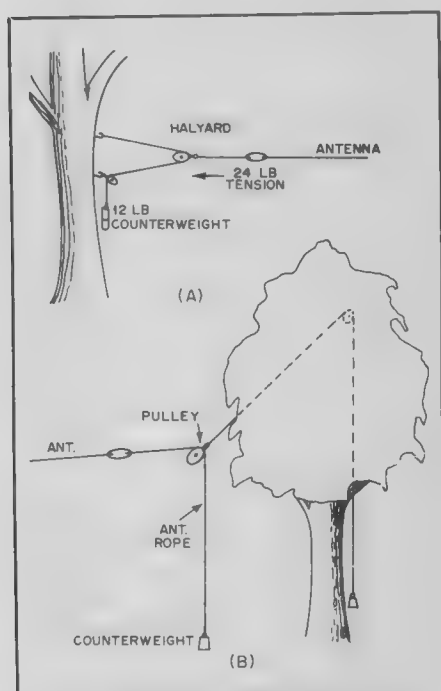 HALYARD
ANTENNA
24 LB
TENSION
12 LB
COUNTERWEIGHT
(A)
PULLEY
ANT.
ANT.
ROPE
COUNTERWEIGHT
(B)